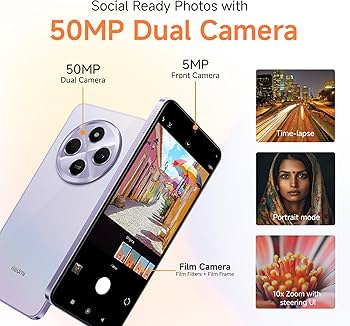 Social Ready Photos with
50MP Dual Camera
50MP
Dual Camera
5MP
Front Camera
Time-lapse
Portrait mode
Film Camera
Film Filters • Film Frame
10x Zoom with
steering UI
Redmi